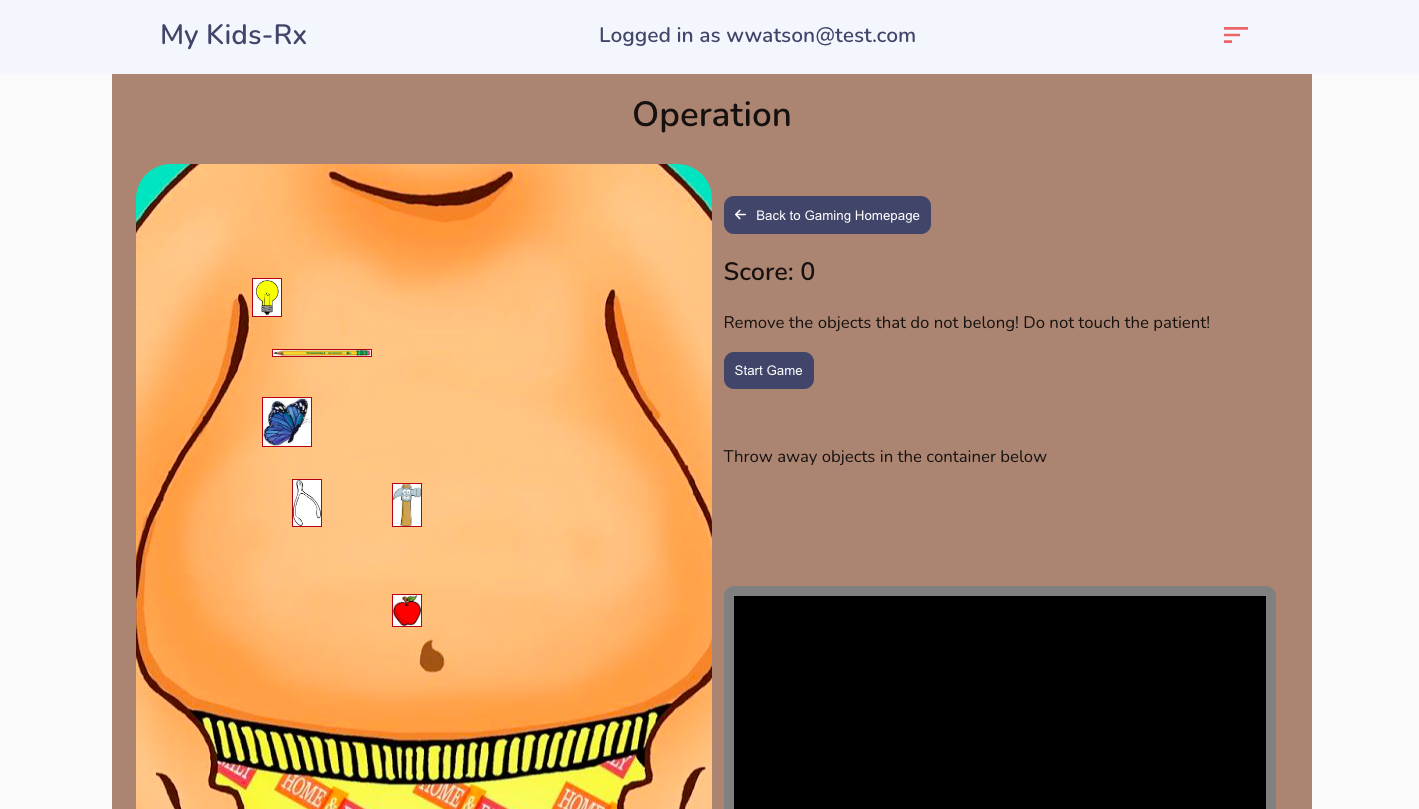 My Kids-Rx
Logged in as wwatson@test.com
Operation
Back to Gaming Homepage
Score: 0
Remove the objects that do not belong! Do not touch the patient!
Start Game
Throw away objects in the container below
HOME &
HOME &
HOME &